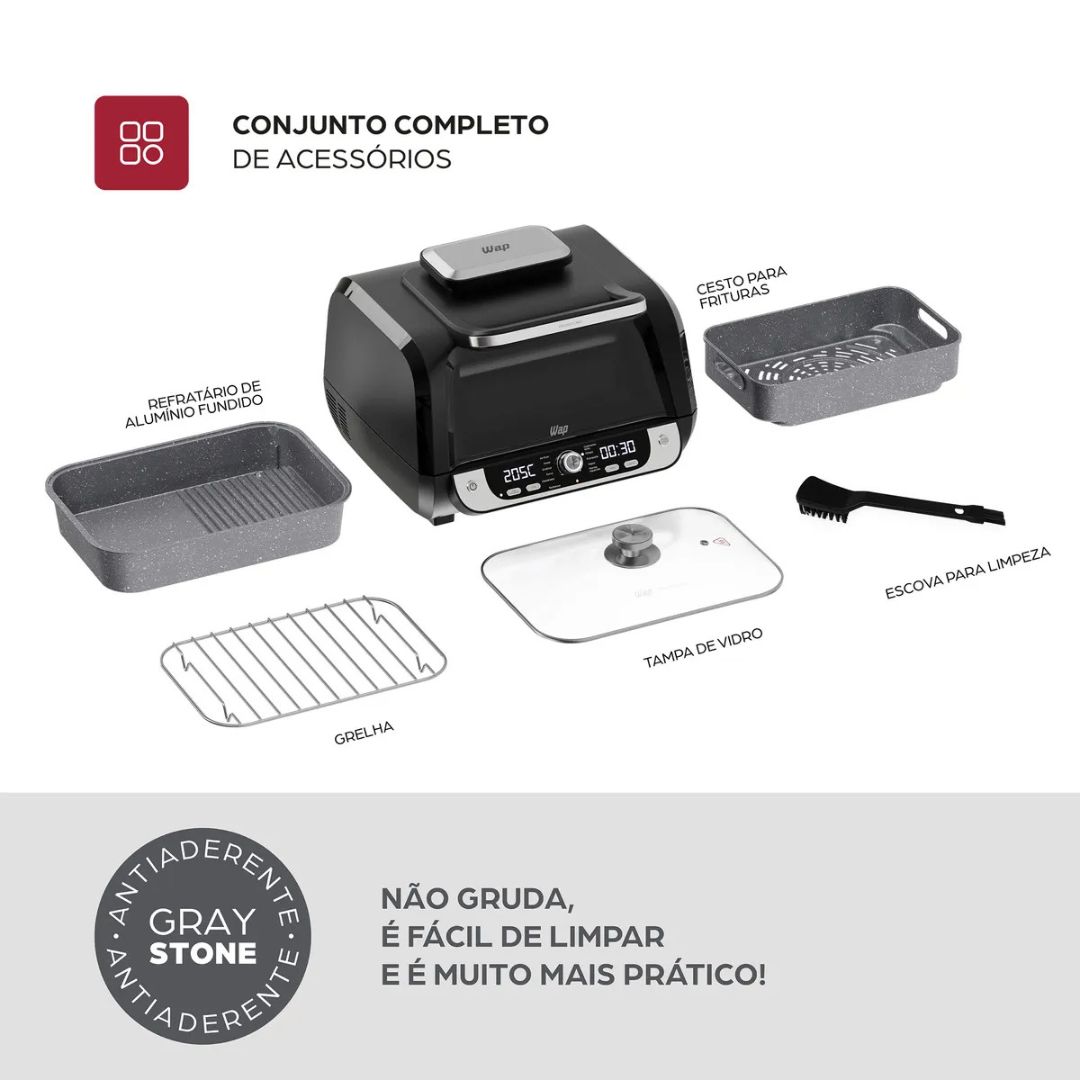 CONJUNTO COMPLETO
DE ACESSÓRIOS
Wap
CESTO PARA
FRITURAS
REFRATÁRIO DE
ALUMÍNIO FUNDIDO
Wap
205C
00:30
Wap
ESCOVA PARA LIMPEZA
TAMPA DE VIDRO
GRELHA
ANTIADERENTE
GRAY
STONE
ANTIADERENTE
NÃO GRUDA,
É FÁCIL DE LIMPAR
E É MUITO MAIS PRÁTICO!